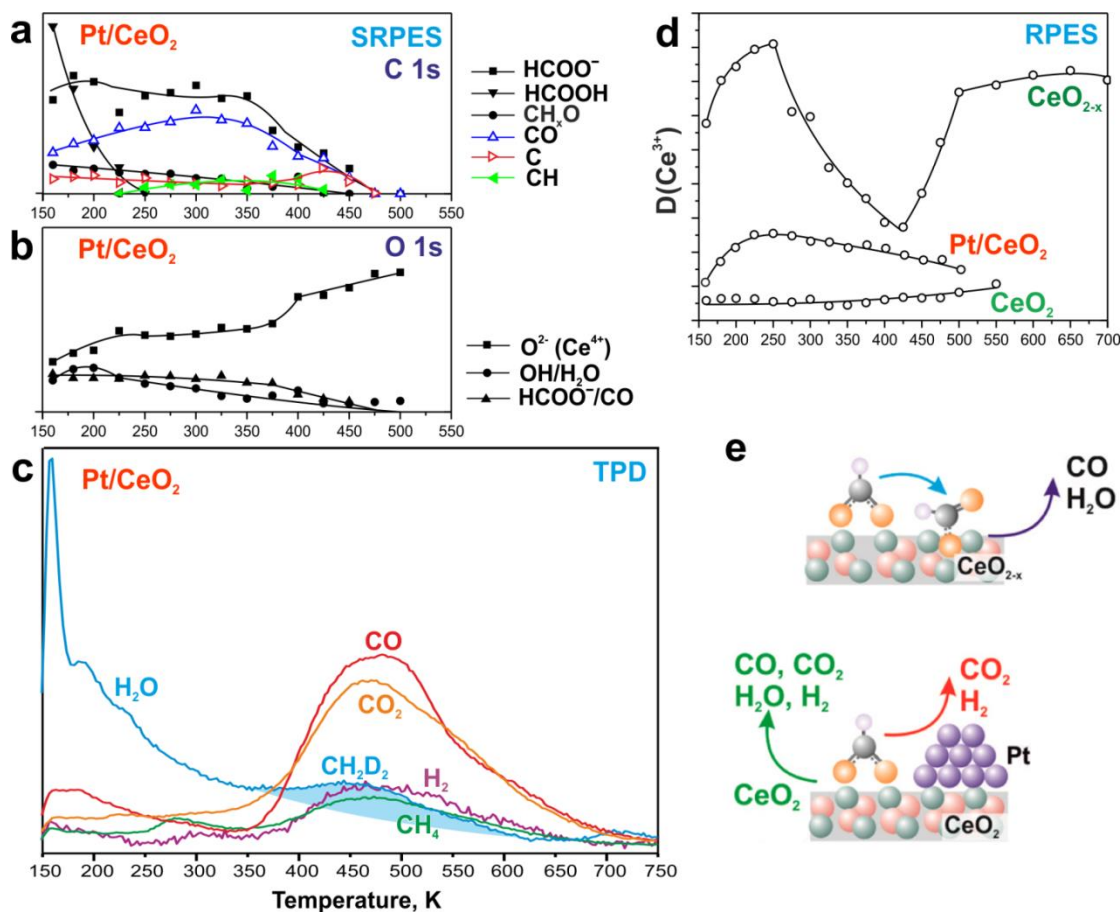 a
Pt/CeO₂
SRPES
C 1s
HCOO⁻
HCOOH
CHₓO
COˣ
C
CH
150 200 250 300 350 400 450 500 550
b
Pt/CeO₂
O 1s
O²⁻ (Ce⁴⁺)
OH/H₂O
HCOO⁻/CO
150 200 250 300 350 400 450 500 550
c
Pt/CeO₂
TPD
H₂O
CO
CO₂
CH₂D₂
H₂
CH₄
150 200 250 300 350 400 450 500 550 600 650 700 750
Temperature, K
d
RPES
D(Ce³⁺)
CeO₂₋ₓ
Pt/CeO₂
CeO₂
150 200 250 300 350 400 450 500 550 600 650 700
e
CO
H₂O
CeO₂₋ₓ
CO, CO₂
H₂O, H₂
CO₂
H₂
Pt
CeO₂
CeO₂